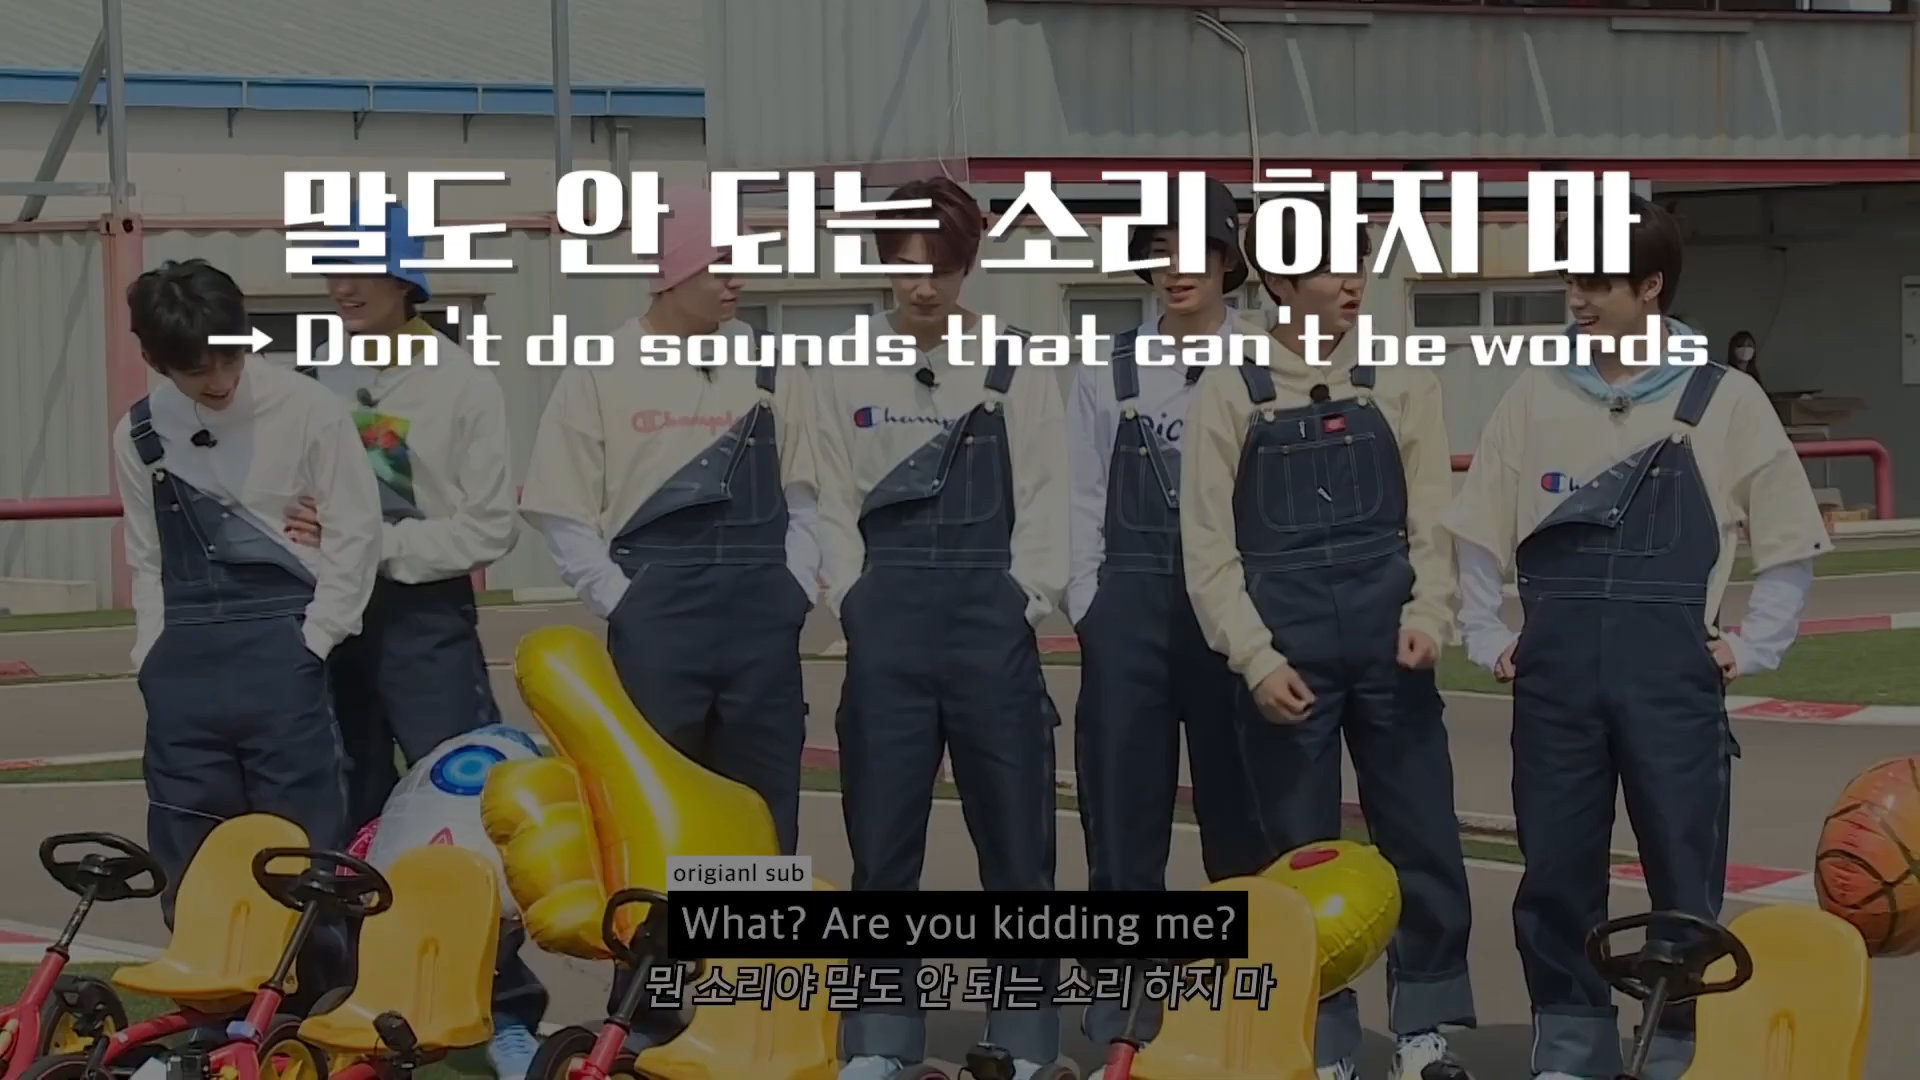 말도 안 되는 소리 하지 마
→ Don't do sounds that can't be words
Champion
origianl sub
What? Are you kidding me?
뭔 소리야 말도 안 되는 소리 하지 마